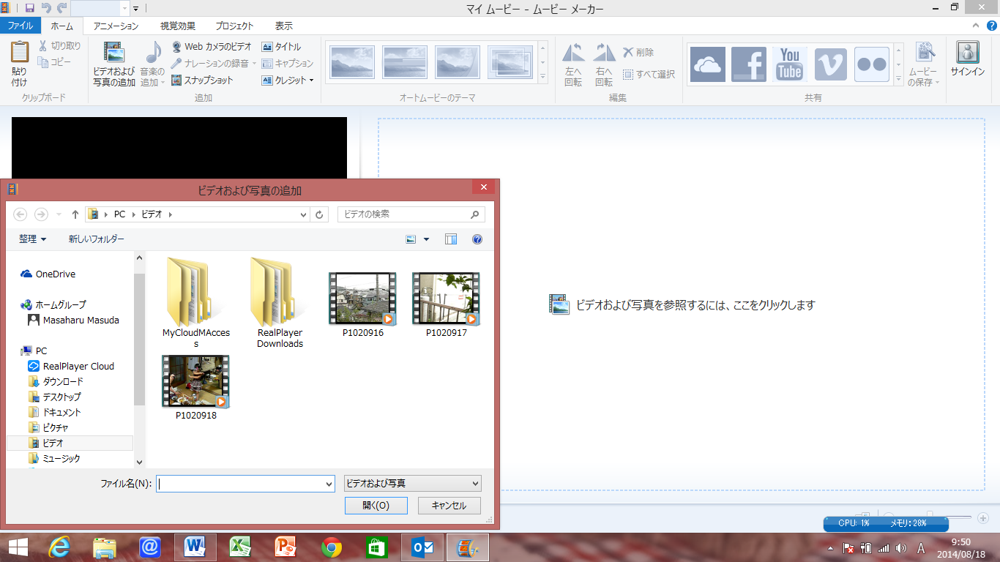 マイ ムービー - ムービー メーカー
ファイル
ホーム
アニメーション
視覚効果
プロジェクト
表示
貼り
付け
切り取り
コピー
クリップボード
ビデオおよび
写真の追加
音楽の
追加
Web カメラのビデオ
ナレーションの録音
スナップショット
タイトル
キャプション
クレジット
追加
オートムービーのテーマ
左へ
回転
右へ
回転
削除
すべて選択
編集
You
Tube
共有
ムービー
の保存
サインイン
ビデオおよび写真の追加
PC
ビデオ
ビデオの検索
整理
新しいフォルダー
OneDrive
ホームグループ
Masaharu Masuda
PC
RealPlayer Cloud
ダウンロード
デスクトップ
ドキュメント
ピクチャ
ビデオ
ミュージック
MyCloudMAcces
s
RealPlayer
Downloads
P1020916
P1020917
P1020918
ファイル名(N):
ビデオおよび写真
開く(O)
キャンセル
ビデオおよび写真を参照するには、ここをクリックします
CPU: 1%
メモリ: 28%
A
9:50
2014/08/18